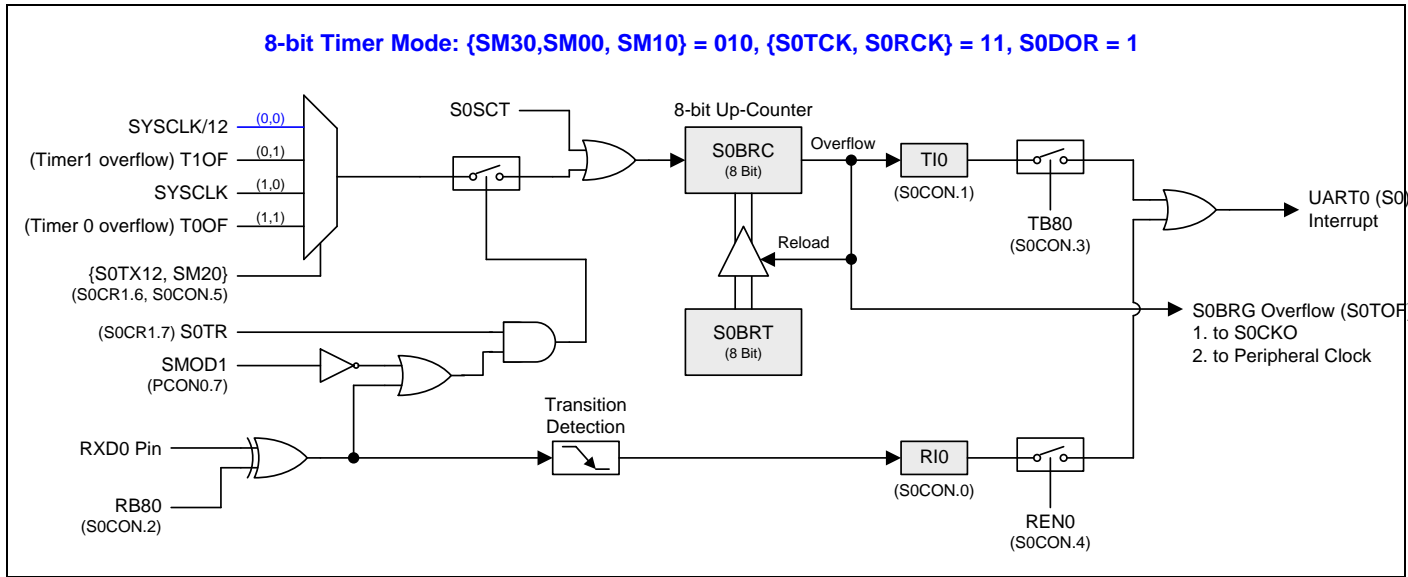 8-bit Timer Mode: {SM30,SM00, SM10} = 010, {S0TCK, S0RCK} = 11, S0DOR = 1
S0SCT
8-bit Up-Counter
SYSCLK/12
(0,0)
(Timer1 overflow) T1OF
(0,1)
SYSCLK
(1,0)
(Timer 0 overflow) T0OF
(1,1)
{S0TX12, SM20}
(S0CR1.6, S0CON.5)
S0BRC
(8 Bit)
Overflow
TI0
(S0CON.1)
TB80
(S0CON.3)
UART0 (S0)
Interrupt
Reload
(S0CR1.7) S0TR
SMOD1
(PCON0.7)
S0BRT
(8 Bit)
S0BRG Overflow (S0TOF)
1. to S0CKO
2. to Peripheral Clock
Transition
Detection
RXD0 Pin
RB80
(S0CON.2)
RI0
(S0CON.0)
REN0
(S0CON.4)